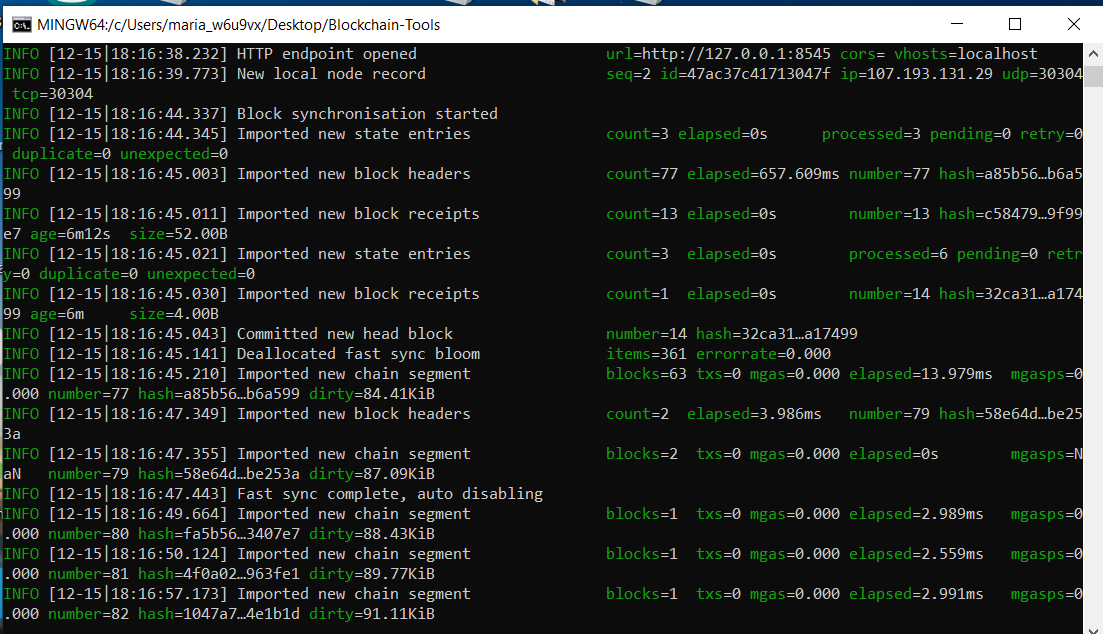 MINGW64:/c/Users/maria_w6u9vx/Desktop/Blockchain-Tools
INFO [12-15|18:16:38.232] HTTP endpoint opened url=http://127.0.0.1:8545 cors= vhosts=localhost
INFO [12-15|18:16:39.773] New local node record seq=2 id=47ac37c41713047f ip=107.193.131.29 udp=30304
tcp=30304
INFO [12-15|18:16:44.337] Block synchronisation started
INFO [12-15|18:16:44.345] Imported new state entries count=3 elapsed=0s processed=3 pending=0 retry=0
duplicate=0 unexpected=0
INFO [12-15|18:16:45.003] Imported new block headers count=77 elapsed=657.609ms number=77 hash=a85b56…b6a5
99
INFO [12-15|18:16:45.011] Imported new block receipts count=13 elapsed=0s number=13 hash=c58479…9f99
e7 age=6m12s size=52.00B
INFO [12-15|18:16:45.021] Imported new state entries count=3 elapsed=0s processed=6 pending=0 retr
y=0 duplicate=0 unexpected=0
INFO [12-15|18:16:45.030] Imported new block receipts count=1 elapsed=0s number=14 hash=32ca31…a174
99 age=6m size=4.00B
INFO [12-15|18:16:45.043] Committed new head block number=14 hash=32ca31…a17499
INFO [12-15|18:16:45.141] Deallocated fast sync bloom items=361 errorrate=0.000
INFO [12-15|18:16:45.210] Imported new chain segment blocks=63 txs=0 mgas=0.000 elapsed=13.979ms mgasps=0
.000 number=77 hash=a85b56…b6a599 dirty=84.41KiB
INFO [12-15|18:16:47.349] Imported new block headers count=2 elapsed=3.986ms number=79 hash=58e64d…be25
3a
INFO [12-15|18:16:47.355] Imported new chain segment blocks=2 txs=0 mgas=0.000 elapsed=0s mgasps=N
aN number=79 hash=58e64d…be253a dirty=87.09KiB
INFO [12-15|18:16:47.443] Fast sync complete, auto disabling
INFO [12-15|18:16:49.664] Imported new chain segment blocks=1 txs=0 mgas=0.000 elapsed=2.989ms mgasps=0
.000 number=80 hash=fa5b56…3407e7 dirty=88.43KiB
INFO [12-15|18:16:50.124] Imported new chain segment blocks=1 txs=0 mgas=0.000 elapsed=2.559ms mgasps=0
.000 number=81 hash=4f0a02…963fe1 dirty=89.77KiB
INFO [12-15|18:16:57.173] Imported new chain segment blocks=1 txs=0 mgas=0.000 elapsed=2.991ms mgasps=0
.000 number=82 hash=1047a7…4e1b1d dirty=91.11KiB